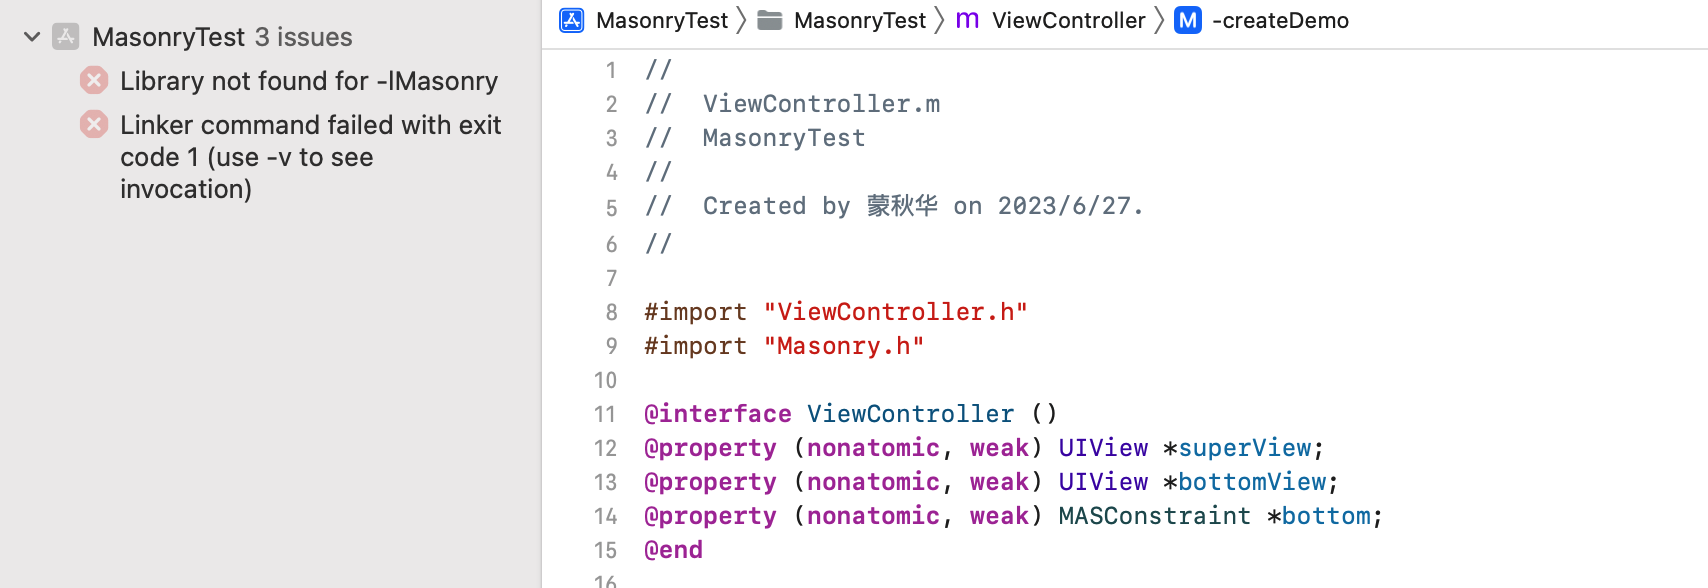 MasonryTest 3 issues
Library not found for -lMasonry
Linker command failed with exit
code 1 (use -v to see
invocation)
MasonryTest MasonryTest m ViewController M -createDemo
1 //
2 //  ViewController.m
3 //  MasonryTest
4 //
5 //  Created by 蒙秋华 on 2023/6/27.
6 //
7
8 #import "ViewController.h"
9 #import "Masonry.h"
10
11 @interface ViewController ()
12 @property (nonatomic, weak) UIView *superView;
13 @property (nonatomic, weak) UIView *bottomView;
14 @property (nonatomic, weak) MASConstraint *bottom;
15 @end
16